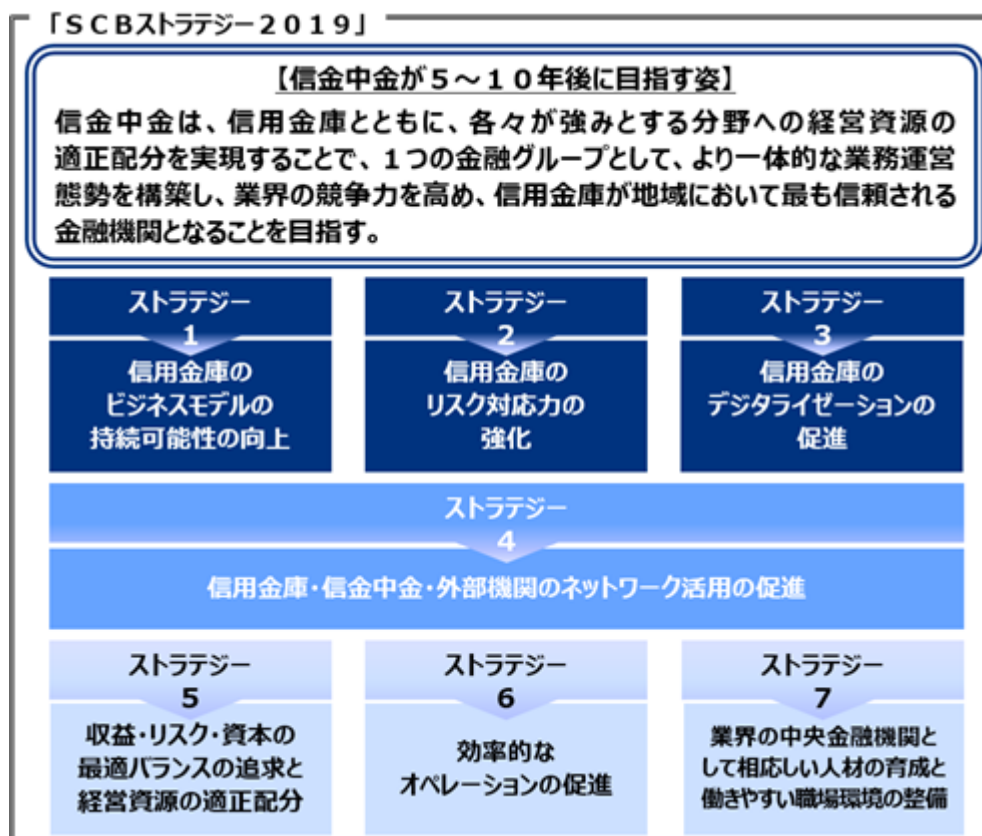 「SCBストラテジー2019」
【信金中金が5~10年後に目指す姿】
信金中金は、信用金庫とともに、各々が強みとする分野への経営資源の
適正配分を実現することで、1つの金融グループとして、より一体的な業務運営
態勢を構築し、業界の競争力を高め、信用金庫が地域において最も信頼される
金融機関となることを目指す。
ストラテジー
1
信用金庫の
ビジネスモデルの
持続可能性の向上
ストラテジー
2
信用金庫の
リスク対応力の
強化
ストラテジー
3
信用金庫の
デジタライゼーションの
促進
ストラテジー
4
信用金庫・信金中金・外部機関のネットワーク活用の促進
ストラテジー
5
収益・リスク・資本の
最適バランスの追求と
経営資源の適正配分
ストラテジー
6
効率的な
オペレーションの促進
ストラテジー
7
業界の中央金融機関と
して相応しい人材の育成と
働きやすい職場環境の整備